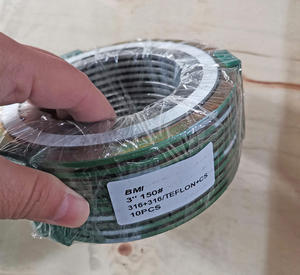 BMI
3" 150#
316+316/TEFLON+CS
10PCS